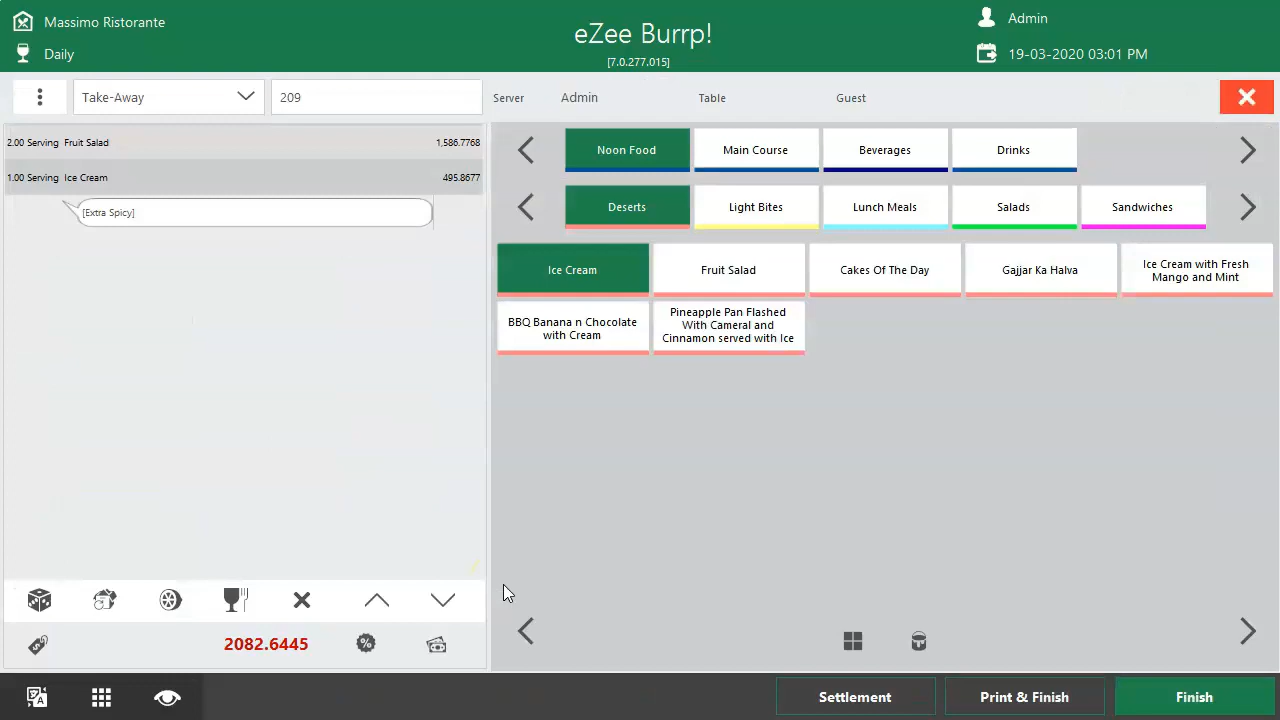 Massimo Ristorante
Daily
eZee Burrp!
[7.0.277.015]
Admin
19-03-2020 03:01 PM
Take-Away
209
Server
Admin
Table
Guest
2.00 Serving Fruit Salad 1,586.7768
1.00 Serving Ice Cream 495.8677
[Extra Spicy]
Noon Food
Main Course
Beverages
Drinks
Deserts
Light Bites
Lunch Meals
Salads
Sandwiches
Ice Cream
Fruit Salad
Cakes Of The Day
Gajjar Ka Halva
Ice Cream with Fresh
Mango and Mint
BBQ Banana n Chocolate
with Cream
Pineapple Pan Flashed
With Cameral and
Cinnamon served with Ice
2082.6445
Settlement
Print & Finish
Finish